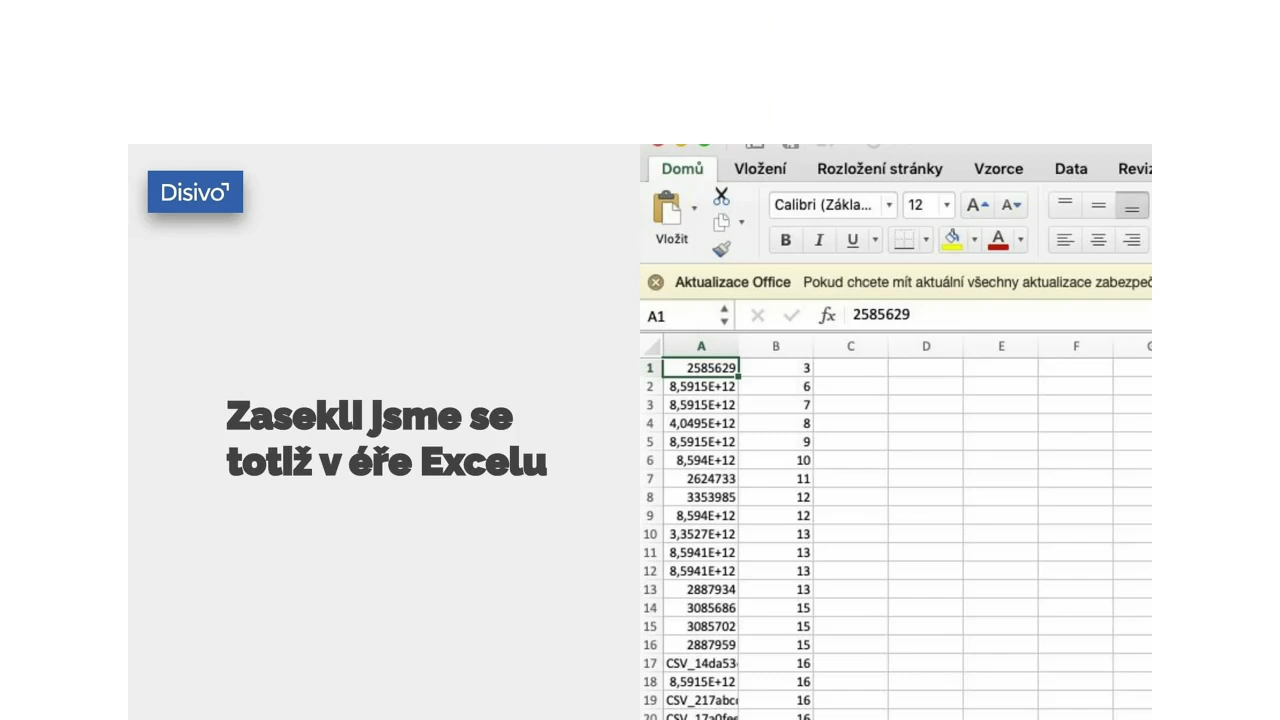 Disivo
Zasekli jsme se
totiž v éře Excelu
Domů Vložení Rozložení stránky Vzorce Data
Calibri (Zákla... 12 A A
Vložit B I U A
Aktualizace Office Pokud chcete mít aktuální všechny aktualizace
A1 fx 2585629
A B C D E F
1 2585629 3
2 8,5915E+12 6
3 8,5915E+12 7
4 4,0495E+12 8
5 8,5915E+12 9
6 8,594E+12 10
7 2624733 11
8 3353985 12
9 8,594E+12 12
10 3,3527E+12 13
11 8,5941E+12 13
12 8,5941E+12 13
13 2887934 13
14 3085686 15
15 3085702 15
16 2887959 15
17 CSV_14da53 16
18 8,5915E+12 16
19 CSV_217abc 16
20 CSV_17a0fe 16